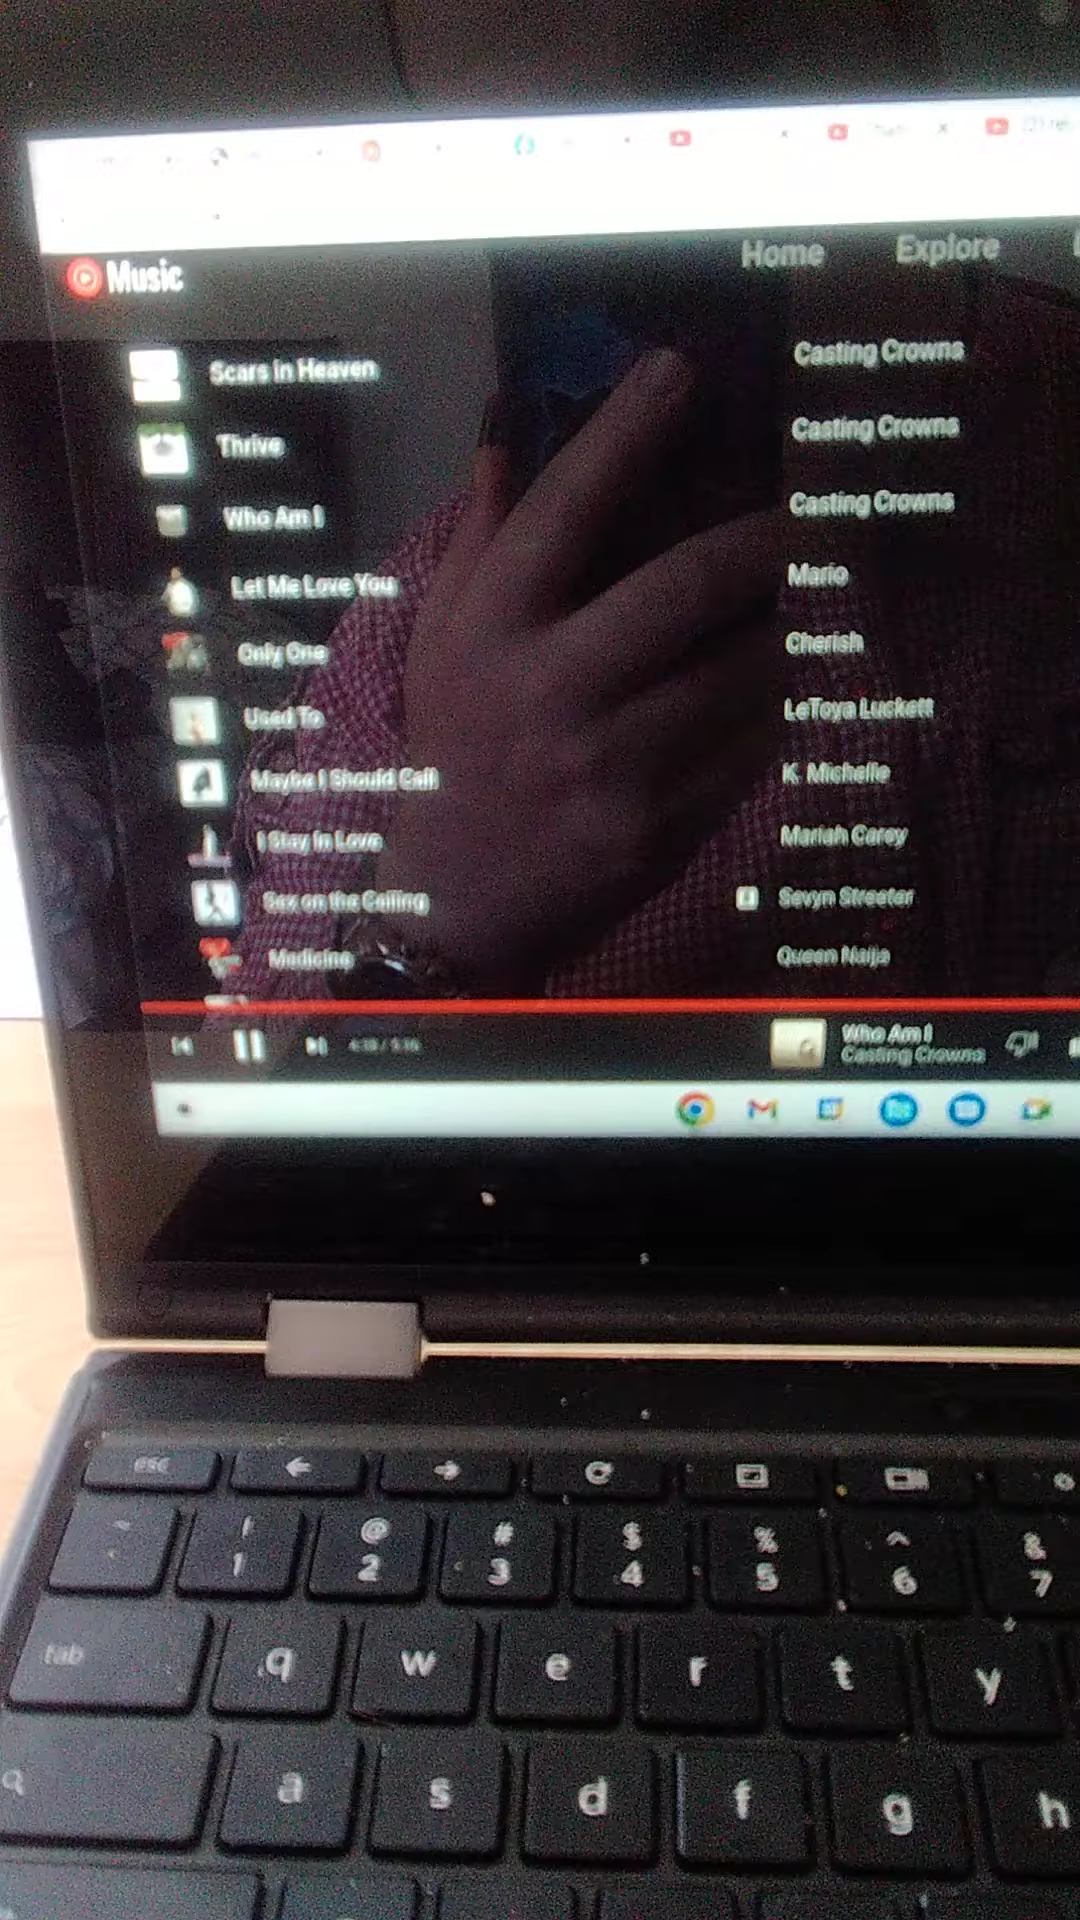 Music Home Explore
Scars in Heaven Casting Crowns
Thrive Casting Crowns
Who Am I Casting Crowns
Let Me Love You Mario
Only One Cherish
Used To LeToya Luckett
Maybe I Should Call K. Michelle
I Stay In Love Mariah Carey
Sex on the Ceiling E Sevyn Streeter
Medicine Queen Naija
Who Am I
Casting Crowns
esc
~ ! @ # $ % ^ &
1 2 3 4 5 6 7
tab q w e r t y
a s d f g h